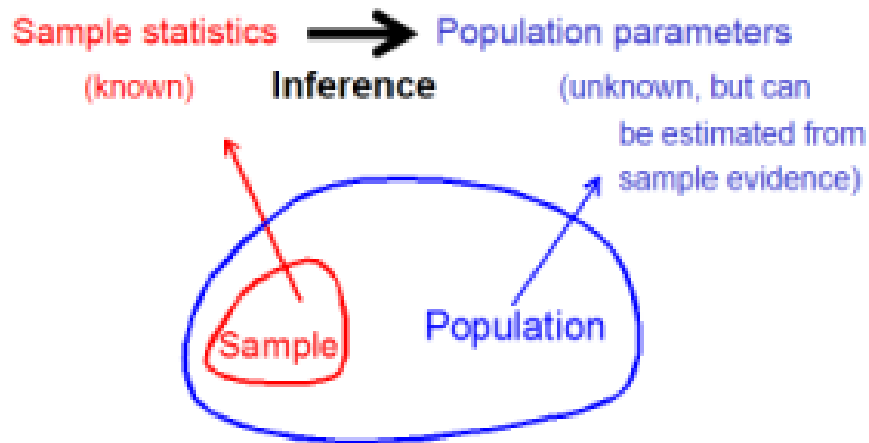 Sample statistics Population parameters
(known) Inference (unknown, but can
be estimated from
sample evidence)
Sample Population